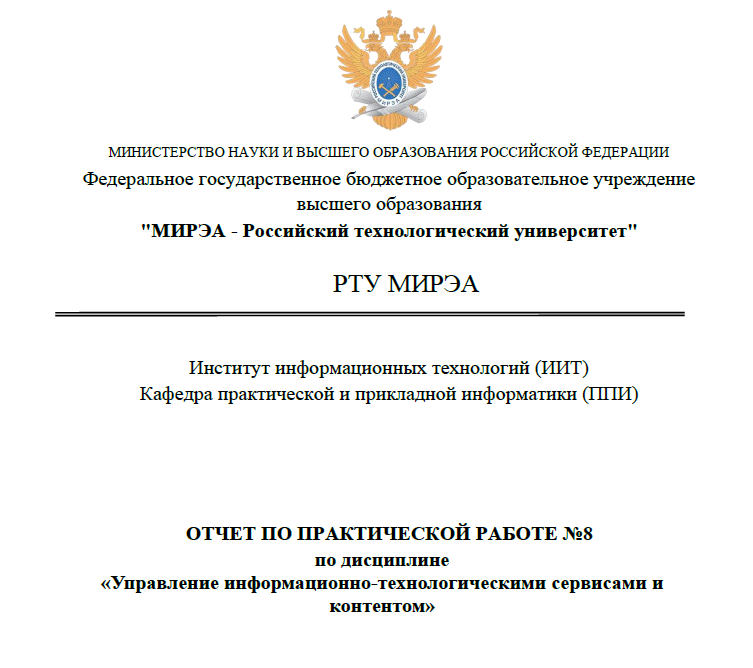 МИРЭА
МИНИСТЕРСТВО НАУКИ И ВЫСШЕГО ОБРАЗОВАНИЯ РОССИЙСКОЙ ФЕДЕРАЦИИ
Федеральное государственное бюджетное образовательное учреждение
высшего образования
"МИРЭА - Российский технологический университет"
РТУ МИРЭА
Институт информационных технологий (ИИТ)
Кафедра практической и прикладной информатики (ППИ)
ОТЧЕТ ПО ПРАКТИЧЕСКОЙ РАБОТЕ №8
по дисциплине
«Управление информационно-технологическими сервисами и
контентом»